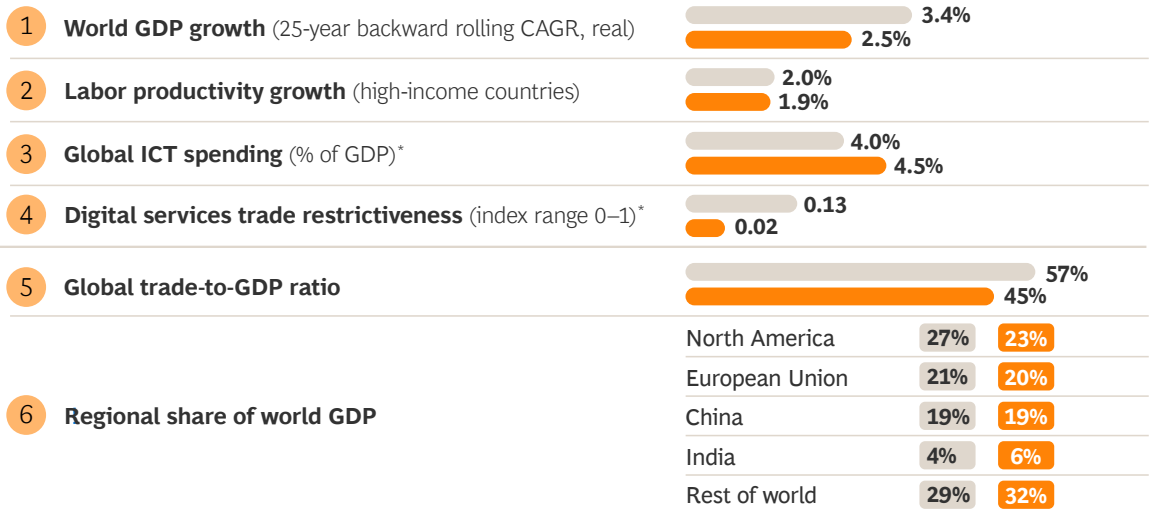 1 World GDP growth (25-year backward rolling CAGR, real) 3.4%
2.5%
2 Labor productivity growth (high-income countries) 2.0%
1.9%
3 Global ICT spending (% of GDP)* 4.0%
4.5%
4 Digital services trade restrictiveness (index range 0–1)* 0.13
0.02
5 Global trade-to-GDP ratio 57%
45%
6 Regional share of world GDP
North America 27% 23%
European Union 21% 20%
China 19% 19%
India 4% 6%
Rest of world 29% 32%